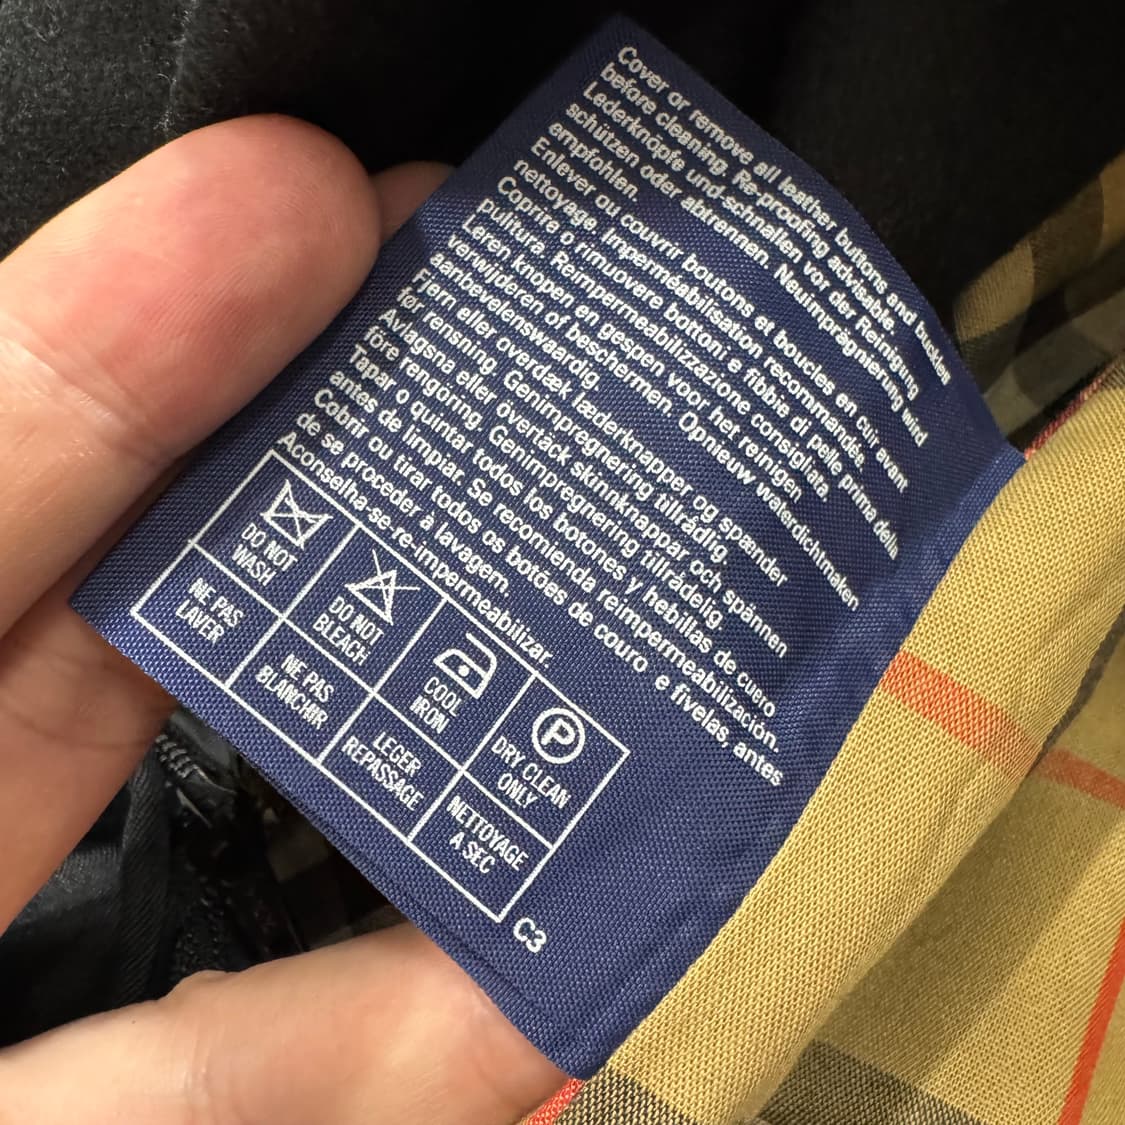 Cover or remove all leather buttons and buckles
before cleaning. Re-proofing advisable.
Lederknöpfe und-schnallen vor der Reinigung
schützen oder abtrennen. Neuimprägnierung wird
empfohlen.
Enlever ou couvrir boutons et boucles en cuir avant
nettoyage. Imperméabilisaton recommandé.
Coprire o rimuovere bottoni e fibbie di pelle prima della
pulitura. Reimpermeabilizzazione consigliata.
Leren knopen en gespen voor het reinigen
verwijderen of beschermen. Opnieuw waterdichtmaken
aanbevelenswaardig
Fjern eller overdæk læderknapper og spænder
før rensning. Genimprægnering tillrådig.
Avlagsna eller övertäck skinnknappar och spännen
före rengöring. Genimpregnering tillrådelig.
Tapar o quintar todos los botones y hebillas de cuero
antes de limpiar. Se recomienda reimpermeabilización.
Cobrir ou tirar todos os botões de couro e fivelas, antes
de se proceder à lavagem.
Aconselha-se-re-impermeabilizar.
P
DO NOT
WASH
DO NOT
BLEACH
COOL
IRON
DRY CLEAN
ONLY
NE PAS
LAVER
NE PAS
BLANCHIR
LEGER
REPASSAGE
NETTOYAGE
A SEC
C3